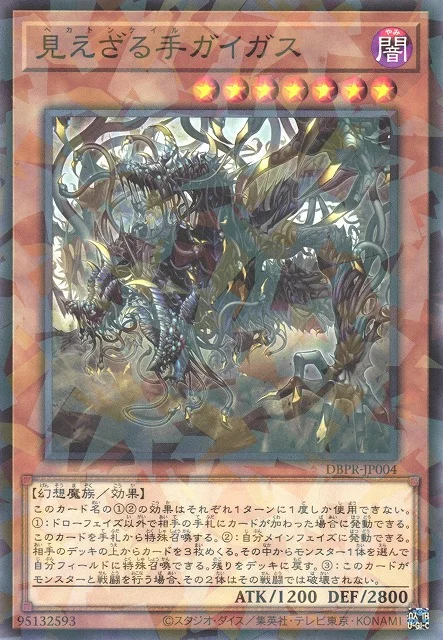 見えざる手ガイガス
ヘカトンケイル
闇
やみ
DBPR-JP004
【幻想魔族／効果】
このカード名の①②の効果はそれぞれ1ターンに1度しか使用できない。
①：ドローフェイズ以外で相手の手札にカードが加わった場合に発動できる。
このカードを手札から特殊召喚する。②：自分メインフェイズに発動できる。
相手のデッキの上からカードを3枚めくる。その中からモンスター1体を選んで
自分フィールドに特殊召喚できる。残りをデッキに戻す。③：このカードが
モンスターと戦闘を行う場合、その2体はその戦闘では破壊されない。
ATK/1200 DEF/2800
95132593
©スタジオ・ダイス／集英社・テレビ東京・KONAMI